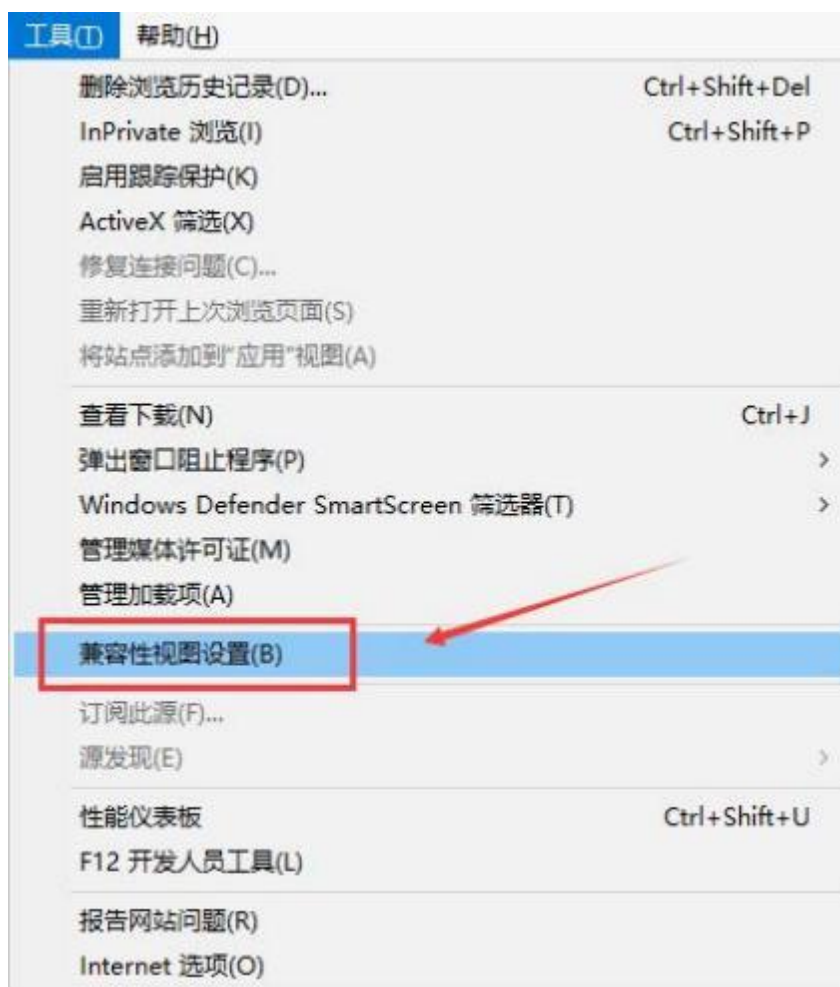 工具(T) 帮助(H)
删除浏览历史记录(D)... Ctrl+Shift+Del
InPrivate 浏览(I) Ctrl+Shift+P
启用跟踪保护(K)
ActiveX 筛选(X)
修复连接问题(C)...
重新打开上次浏览页面(S)
将站点添加到“应用”视图(A)
查看下载(N) Ctrl+J
弹出窗口阻止程序(P)
Windows Defender SmartScreen 筛选器(T)
管理媒体许可证(M)
管理加载项(A)
兼容性视图设置(B)
订阅此源(F)...
源发现(E)
性能仪表板 Ctrl+Shift+U
F12 开发人员工具(L)
报告网站问题(R)
Internet 选项(O)